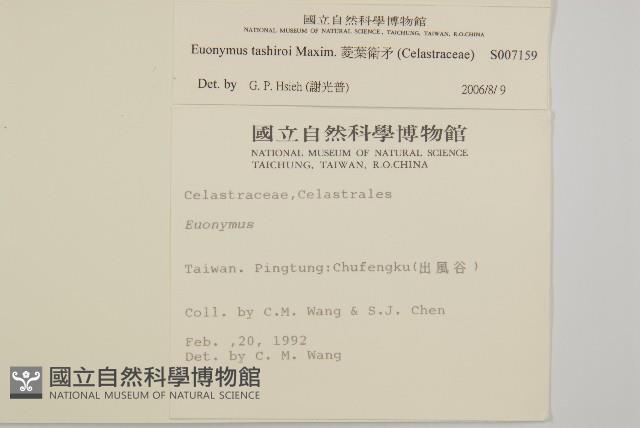 國立自然科學博物館
NATIONAL MUSEUM OF NATURAL SCIENCE, TAICHUNG, TAIWAN, R.O.CHINA
Euonymus tashiroi Maxim. 菱葉衛矛 (Celastraceae) S007159
Det. by G. P. Hsieh (謝光普) 2006/8/9
國立自然科學博物館
NATIONAL MUSEUM OF NATURAL SCIENCE
TAICHUNG, TAIWAN, R.O.CHINA
Celastraceae,Celastrales
Euonymus
Taiwan. Pingtung:Chufengku(出風谷)
Coll. by C.M. Wang & S.J. Chen
Feb. ,20, 1992
Det. by C. M. Wang
國立自然科學博物館
NATIONAL MUSEUM OF NATURAL SCIENCE